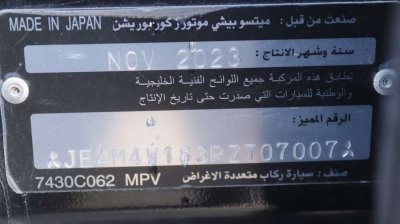 صنعت من قبل : ميتسوبيشي موتورز كوربوريشن MADE IN JAPAN
سنة وشهر الانتاج :
NOV 2023
تطابق هذه المركبة جميع اللوائح الفنية الخليجية
والوطنية للسيارات التي صدرت حتى تاريخ الإنتاج
الرقم المميز :
صنف : سيارة ركاب متعددة الاغراض 7430C062 MPV